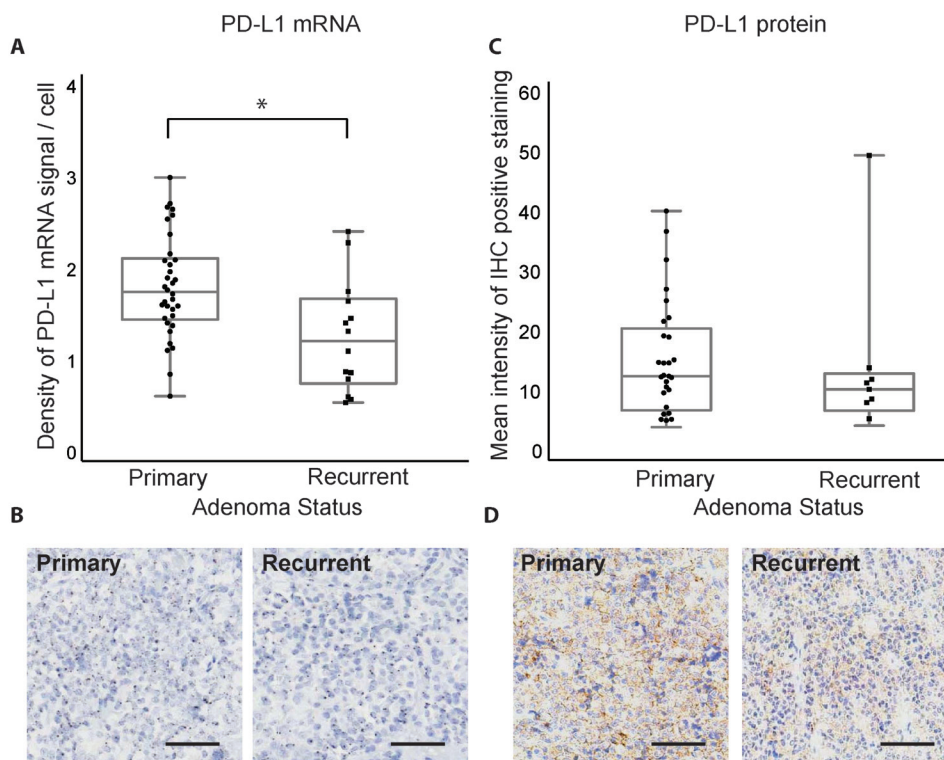 PD-L1 mRNA
A
Density of PD-L1 mRNA signal / cell
4
3
2
1
0
*
Primary
Recurrent
Adenoma Status
PD-L1 protein
C
Mean intensity of IHC positive staining
60
50
40
30
20
10
0
Primary
Recurrent
Adenoma Status
B
Primary
Recurrent
D
Primary
Recurrent